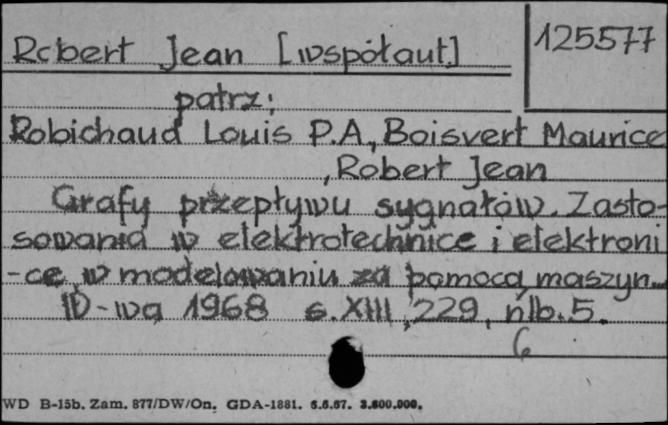 Robert Jean [współaut.]
125577
patrz:
Robichaud Louis P.A., Boisvert Maurice
, Robert Jean
Grafy przepływu sygnałów. Zasto-
sowania w elektrotechnice i elektroni
-ce, w modelowaniu za pomocą maszyn...
W-wa 1968 s. XIII, 229, nlb. 5.
6
WD B-15b. Zam. 877/DW/On. GDA-1881. 6.6.67. 3.800.000.